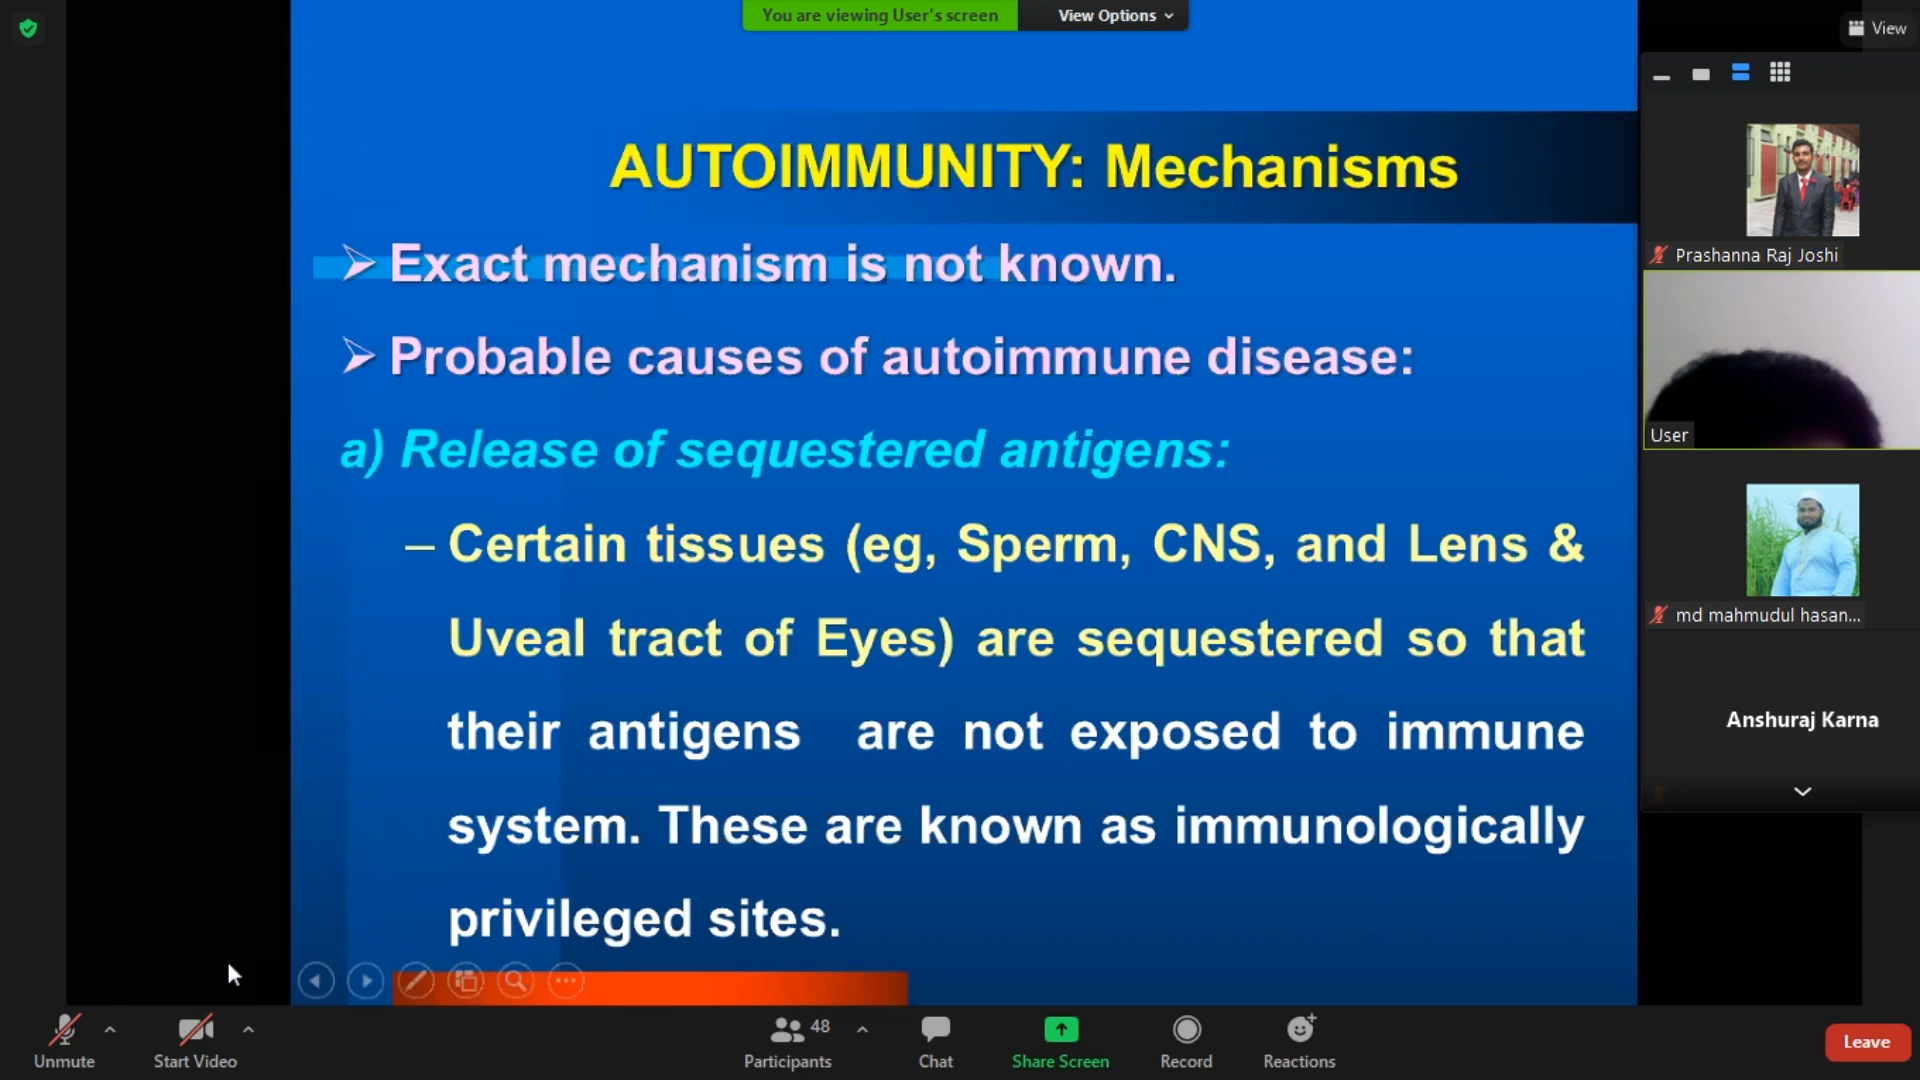 You are viewing User's screen View Options
View
AUTOIMMUNITY: Mechanisms
➢ Exact mechanism is not known.
➢ Probable causes of autoimmune disease:
a) Release of sequestered antigens:
– Certain tissues (eg, Sperm, CNS, and Lens &
Uveal tract of Eyes) are sequestered so that
their antigens are not exposed to immune
system. These are known as immunologically
privileged sites.
Prashanna Raj Joshi
User
md mahmudul hasan...
Anshuraj Karna
Unmute
Start Video
48
Participants
Chat
Share Screen
Record
Reactions
Leave